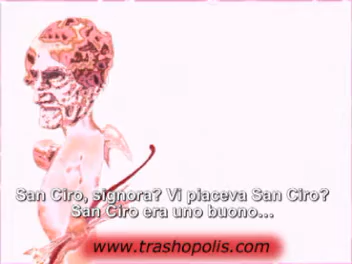 San Ciro, signora? Vi piaceva San Ciro?
San Ciro era uno buono...
www.trashopolis.com